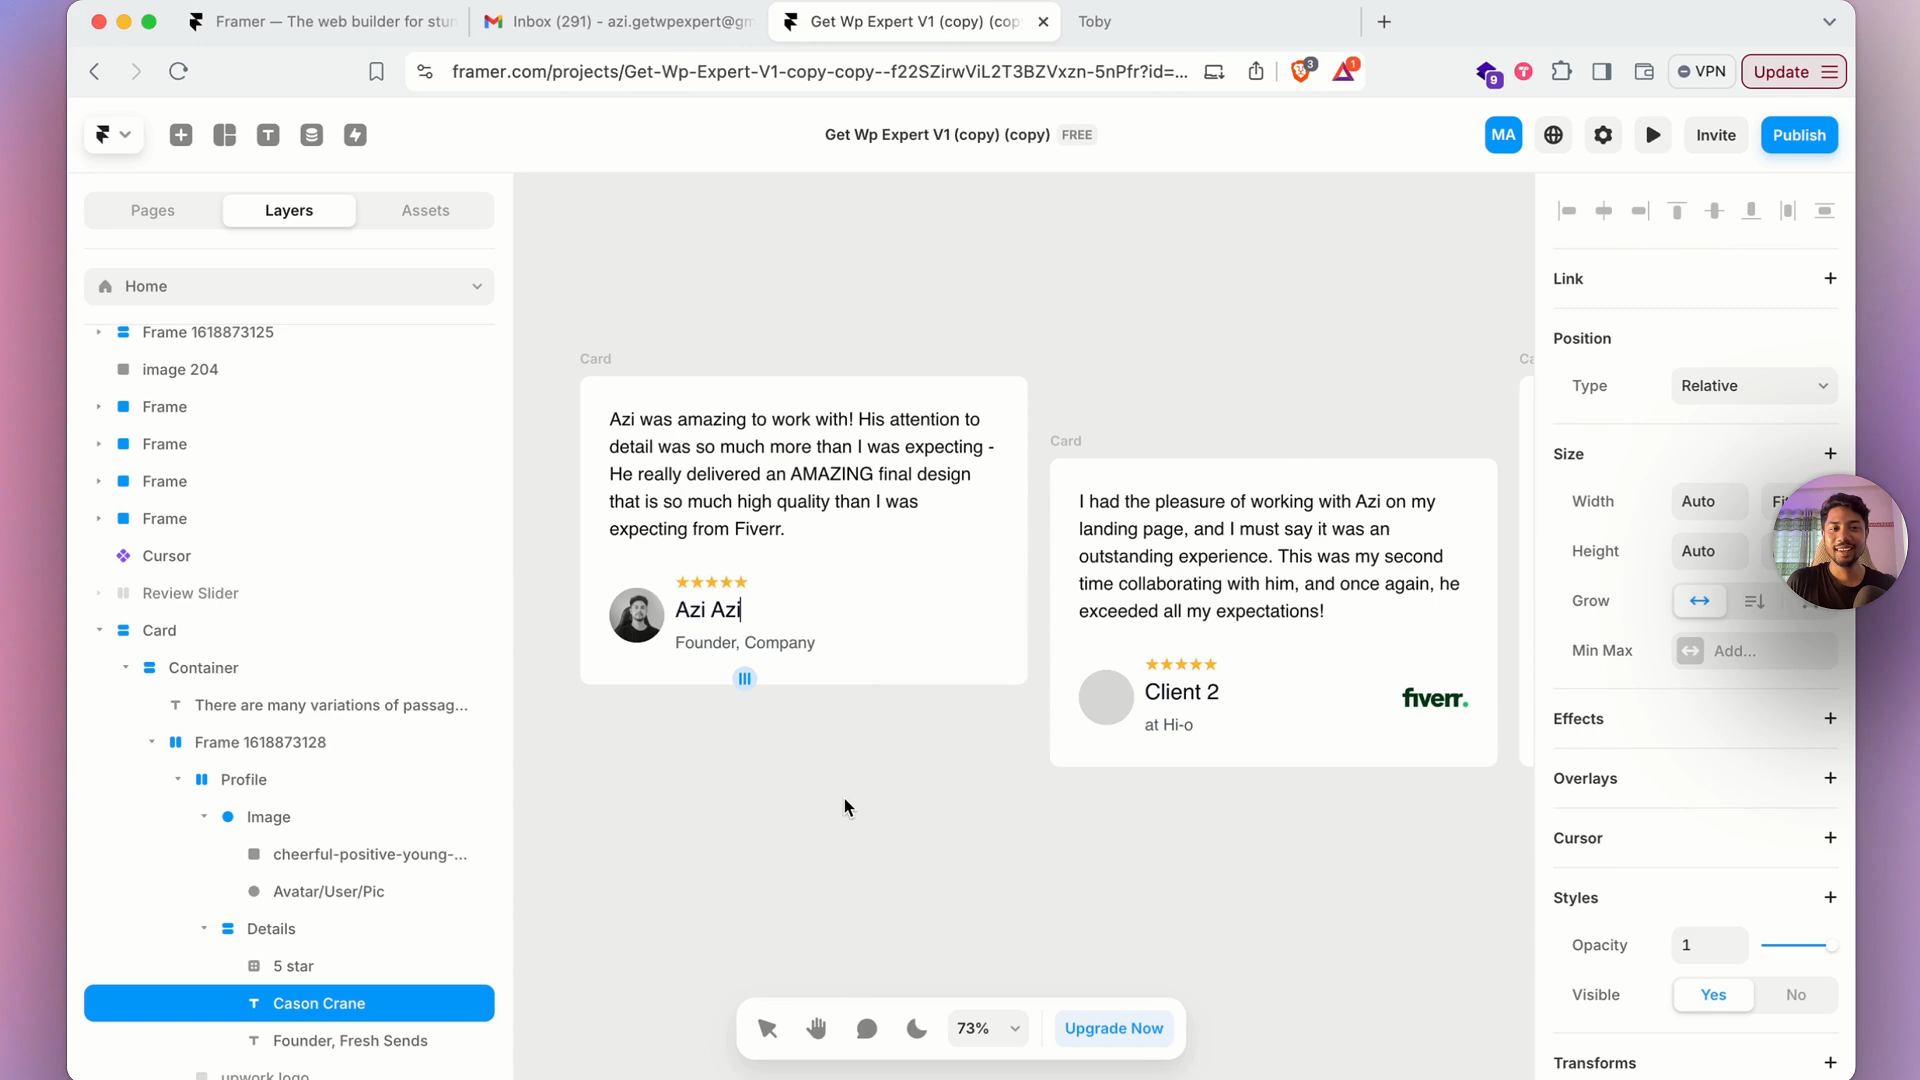 Framer — The web builder for stun
Inbox (291) - azi.getwpexpert@gm
Get Wp Expert V1 (copy) (cop
Toby
framer.com/projects/Get-Wp-Expert-V1-copy-copy--f22SZirwViL2T3BZVxzn-5nPfr?id=...
3
1
9
VPN
Update
Get Wp Expert V1 (copy) (copy) FREE
MA
Invite
Publish
Pages
Layers
Assets
Home
Frame 1618873125
image 204
Frame
Frame
Frame
Frame
Cursor
Review Slider
Card
Container
There are many variations of passag...
Frame 1618873128
Profile
Image
cheerful-positive-young-...
Avatar/User/Pic
Details
5 star
Cason Crane
Founder, Fresh Sends
upwork logo
Card
Azi was amazing to work with! His attention to
detail was so much more than I was expecting -
He really delivered an AMAZING final design
that is so much high quality than I was
expecting from Fiverr.
Azi Azi
Founder, Company
Card
I had the pleasure of working with Azi on my
landing page, and I must say it was an
outstanding experience. This was my second
time collaborating with him, and once again, he
exceeded all my expectations!
Client 2
at Hi-o
fiverr.
Ca
73%
Upgrade Now
Link
Position
Type
Relative
Size
Width
Auto
Fi
Height
Auto
Grow
Min Max
Add...
Effects
Overlays
Cursor
Styles
Opacity
1
Visible
Yes
No
Transforms